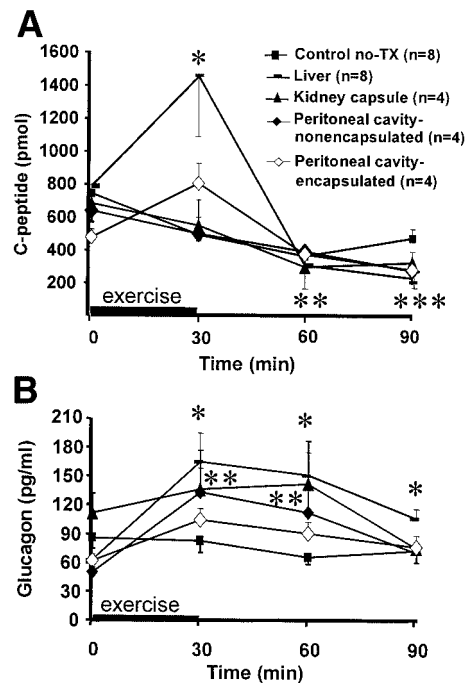 A
1600
1400
1200
1000
800
600
400
200
C-peptide (pmol)
*
Control no-TX (n=8)
Liver (n=8)
Kidney capsule (n=4)
Peritoneal cavity-
nonencapsulated (n=4)
Peritoneal cavity-
encapsulated (n=4)
** ***
exercise
0 30 60 90
Time (min)
B
210
180
150
120
90
60
30
0
Glucagon (pg/ml)
* *
** ** *
exercise
0 30 60 90
Time (min)